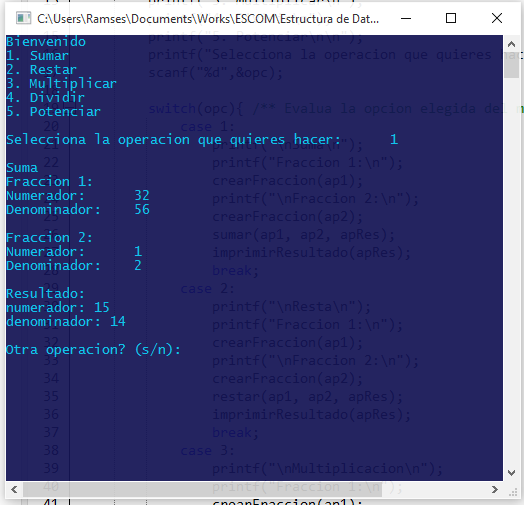 C:\Users\Ramses\Documents\Works\ESCOM\Estructura de Dat...
Bienvenido
1. Sumar
2. Restar
3. Multiplicar
4. Dividir
5. Potenciar
Selecciona la operacion que quieres hacer: 1
Suma
Fraccion 1:
Numerador: 32
Denominador: 56
Fraccion 2:
Numerador: 1
Denominador: 2
Resultado:
numerador: 15
denominador: 14
Otra operacion? (s/n):
printf("5. Potenciar\n\n");
printf("Selecciona la operacion que quieres hac
scanf("%d",&opc);
switch(opc){ /** Evalua la opcion elegida del
case 1:
printf("\nSuma\n");
22 printf("Fraccion 1:\n");
crearFraccion(ap1);
printf("\nFraccion 2:\n");
crearFraccion(ap2);
sumar(ap1, ap2, apRes);
imprimirResultado(apRes);
break;
case 2:
printf("\nResta\n");
printf("Fraccion 1:\n");
crearFraccion(ap1);
printf("\nFraccion 2:\n");
34 crearFraccion(ap2);
35 restar(ap1, ap2, apRes);
36 imprimirResultado(apRes);
37 break;
38 case 3:
39 printf("\nMultiplicacion\n");
40 printf("Fraccion 1:\n");
41 crearFraccion(ap1);